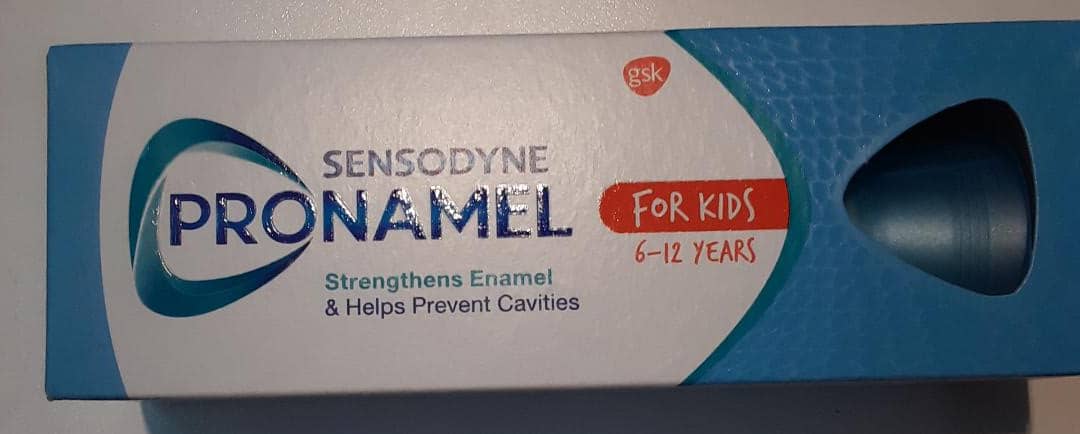 gsk
SENSODYNE
PRONAMEL
Strengthens Enamel
& Helps Prevent Cavities
FOR KIDS
6-12 YEARS